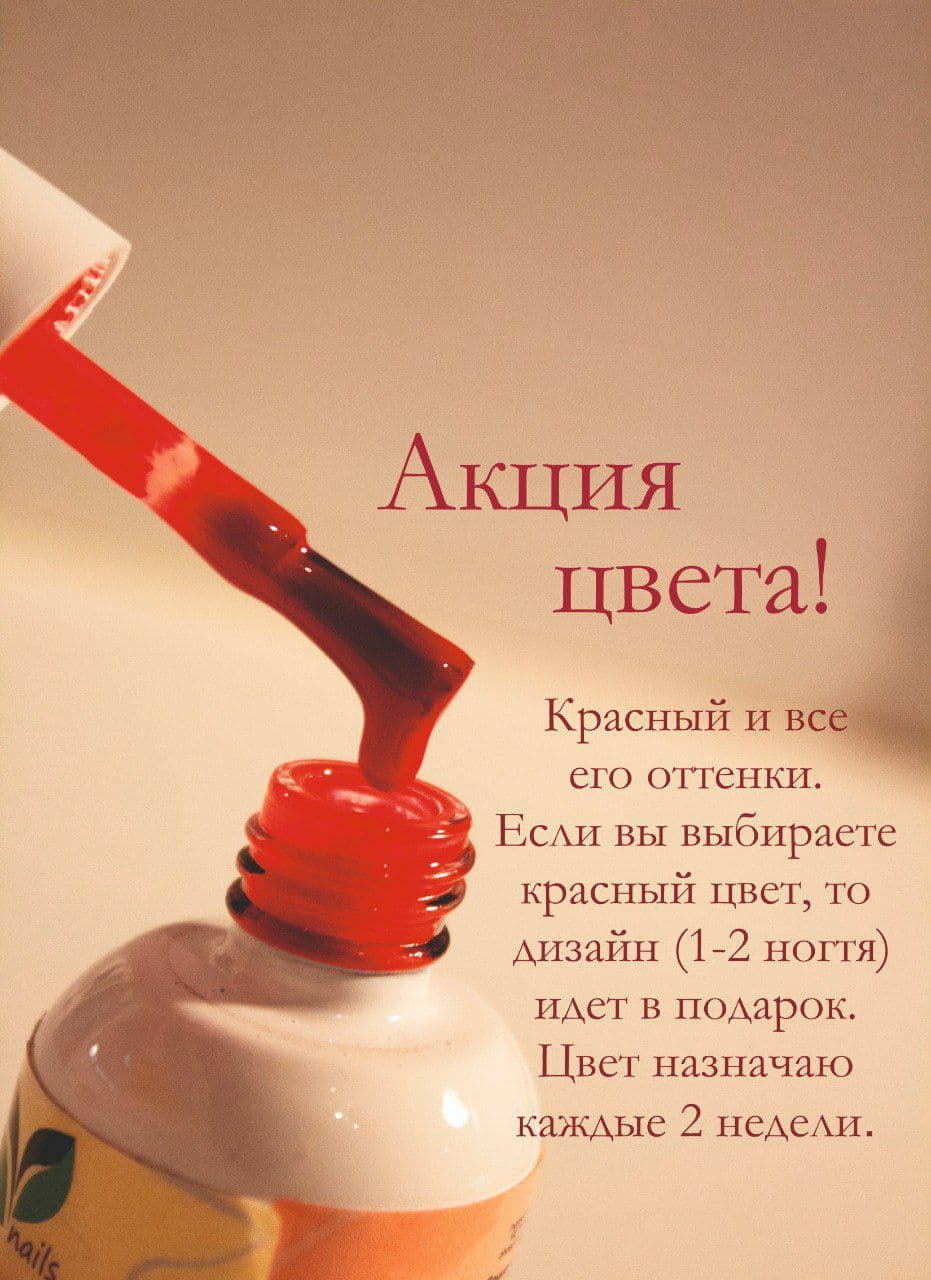 Акция
цвета!
Красный и все
его оттенки.
Если вы выбираете
красный цвет, то
дизайн (1-2 ногтя)
идет в подарок.
Цвет назначаю
каждые 2 недели.
nails